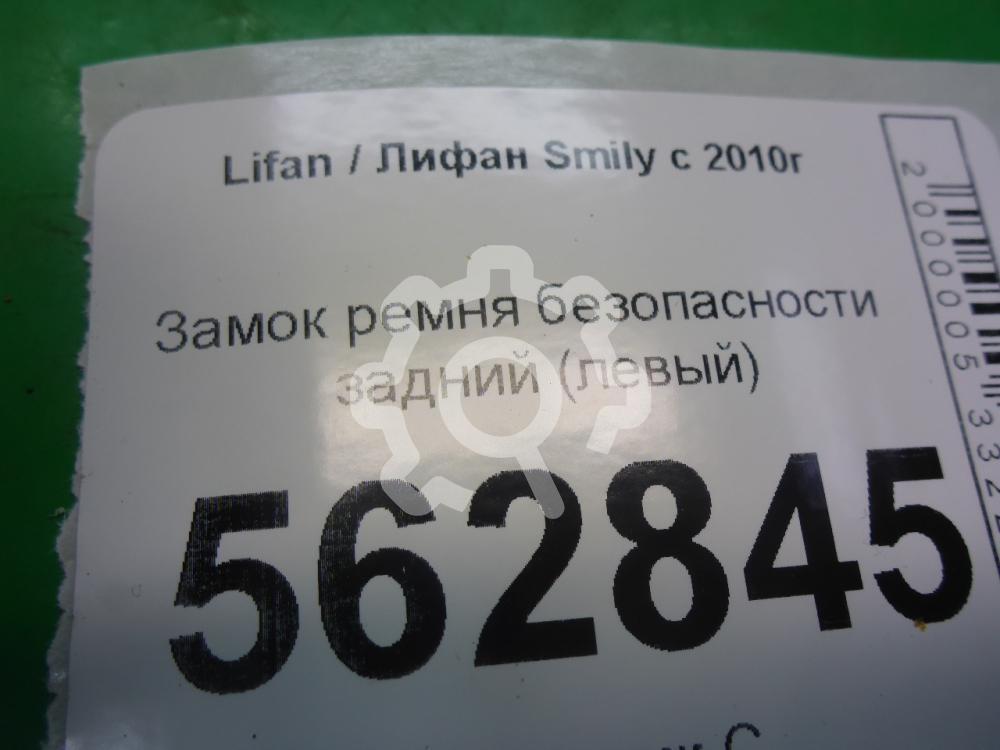 Lifan / Лифан Smily с 2010г
Замок ремня безопасности
задний (левый)
562845